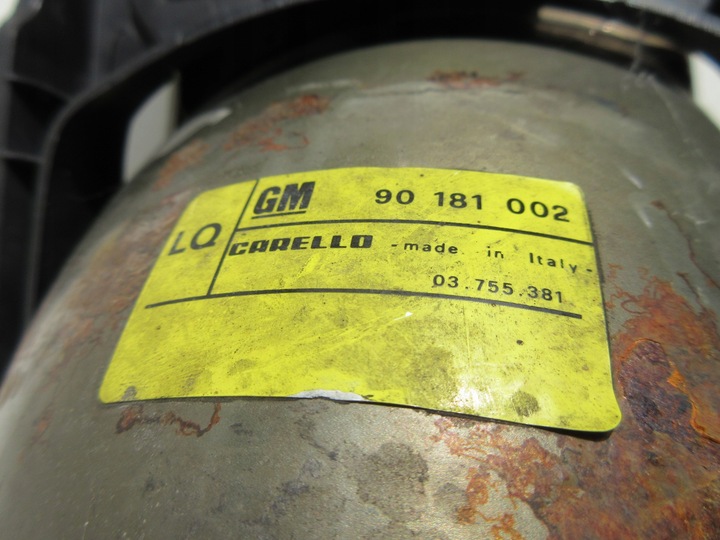 LQ
GM 90 181 002
CARELLO - made in Italy -
03.755.381